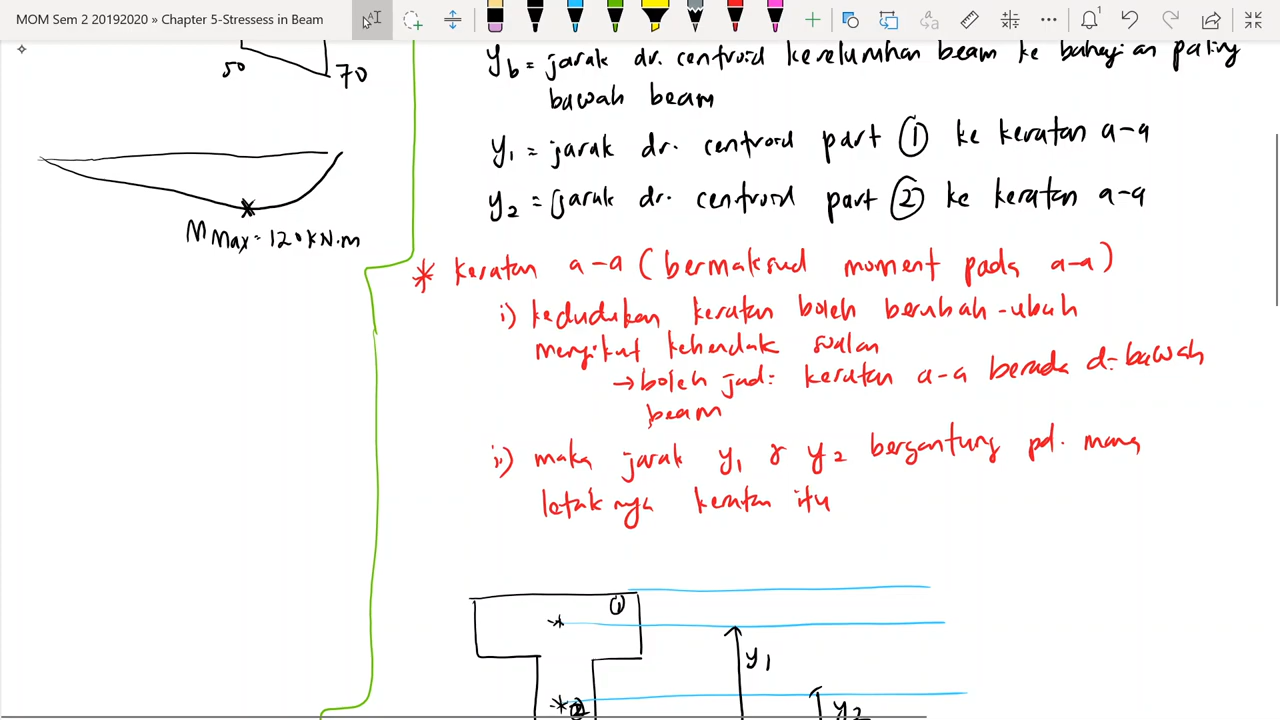 MOM Sem 2 20192020 » Chapter 5-Stressess in Beam
50
70
M Max = 120 kN.m
yb = jarak dr. centroid keseluruhan beam ke bahagian paling
bawah beam
y1 = jarak dr. centroid part ① ke keratan a-a
y2 = jarak dr. centroid part ② ke keratan a-a
* keratan a-a (bermaksud moment pada a-a)
i) kedudukan keratan boleh berubah-ubah
mengikut kehendak soalan
→ boleh jadi keratan a-a berada di bawah
beam
ii) maka jarak y1 & y2 bergantung pd. mana
letaknya keratan itu
①
y1
②
y2